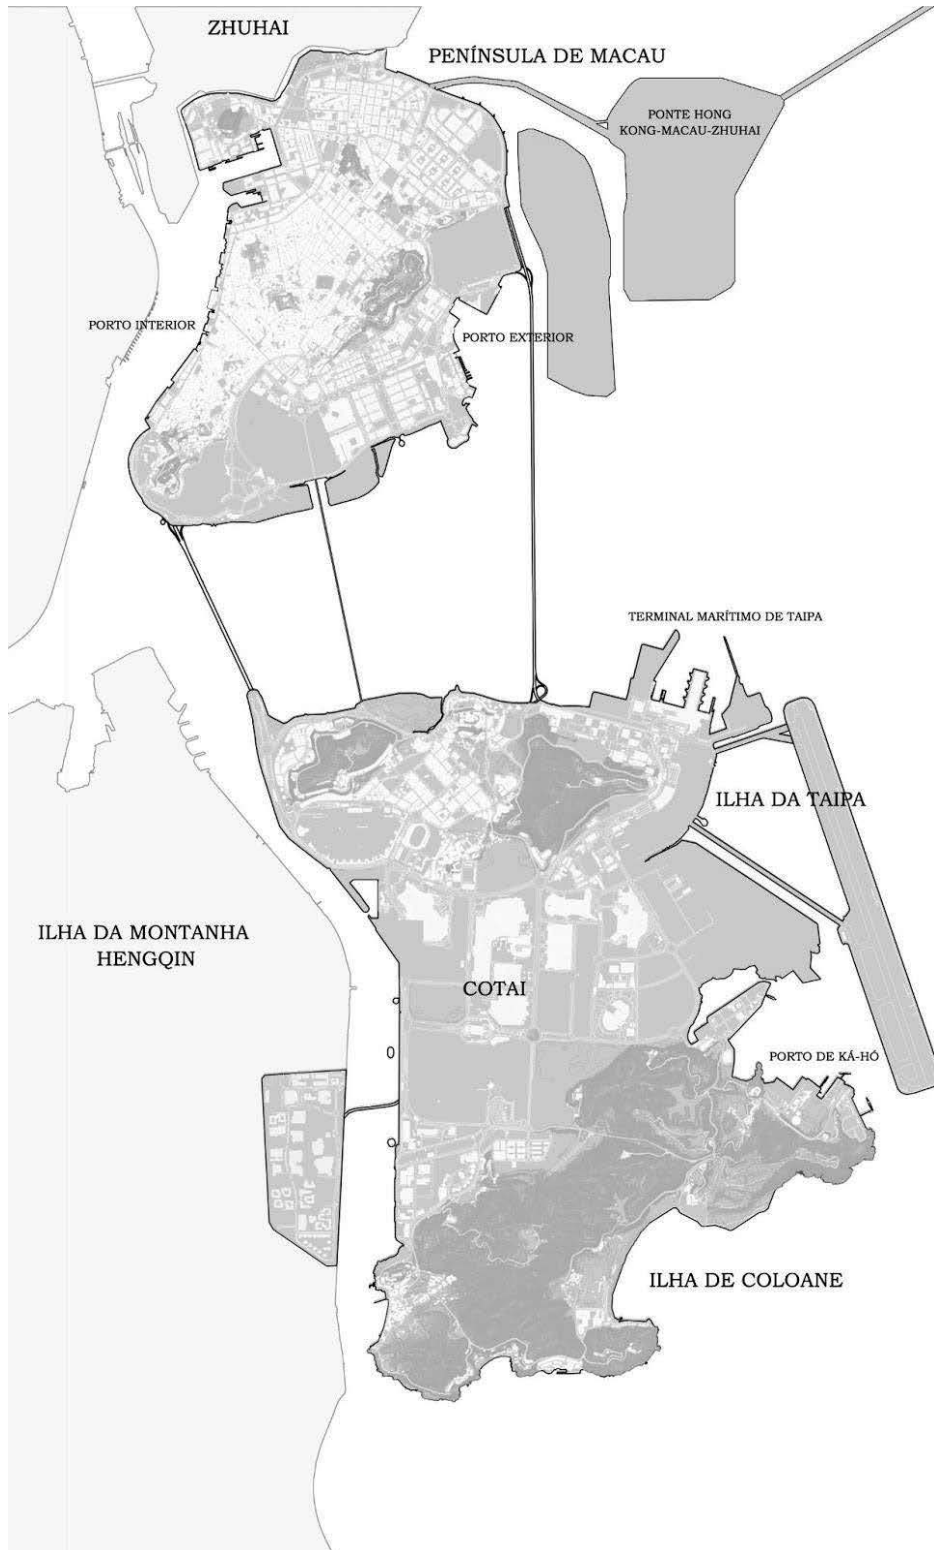 ZHUHAI
PENÍNSULA DE MACAU
PONTE HONG
KONG-MACAU-ZHUHAI
PORTO INTERIOR
PORTO EXTERIOR
TERMINAL MARÍTIMO DE TAIPA
ILHA DA TAIPA
ILHA DA MONTANHA
HENGQIN
COTAI
PORTO DE KÁ-HÓ
ILHA DE COLOANE